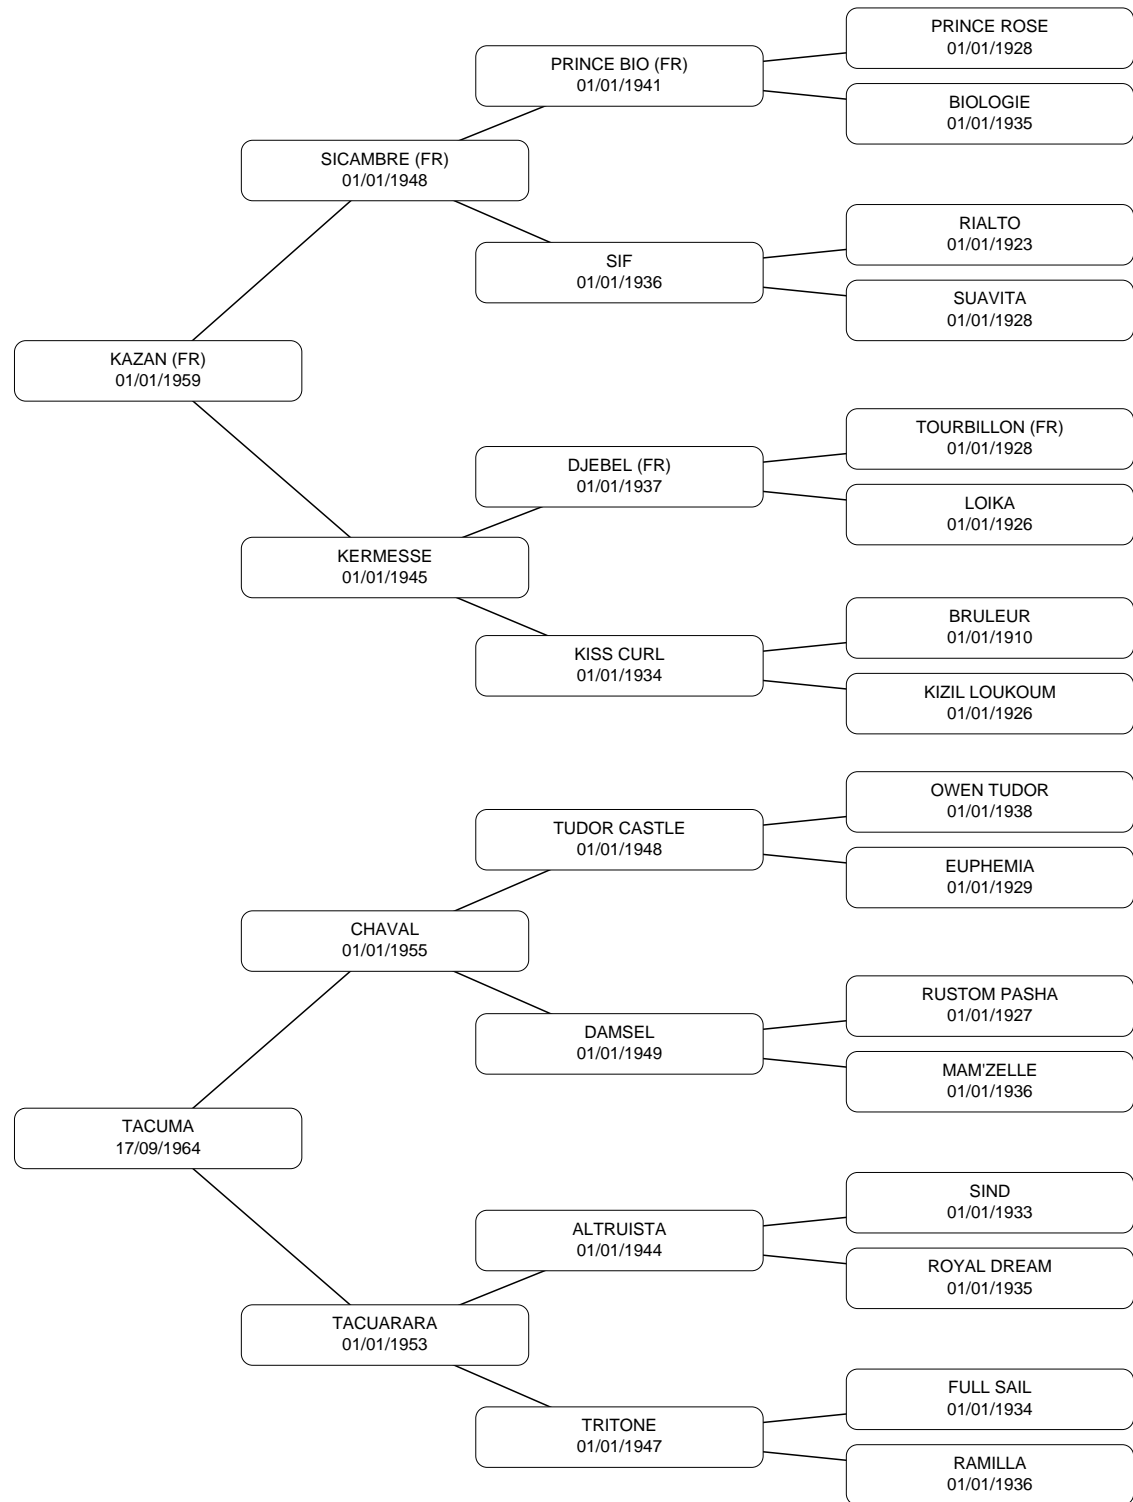 PRINCE ROSE
01/01/1928
PRINCE BIO (FR)
01/01/1941
BIOLOGIE
01/01/1935
SICAMBRE (FR)
01/01/1948
RIALTO
01/01/1923
SIF
01/01/1936
SUAVITA
01/01/1928
KAZAN (FR)
01/01/1959
TOURBILLON (FR)
01/01/1928
DJEBEL (FR)
01/01/1937
LOIKA
01/01/1926
KERMESSE
01/01/1945
BRULEUR
01/01/1910
KISS CURL
01/01/1934
KIZIL LOUKOUM
01/01/1926
OWEN TUDOR
01/01/1938
TUDOR CASTLE
01/01/1948
EUPHEMIA
01/01/1929
CHAVAL
01/01/1955
RUSTOM PASHA
01/01/1927
DAMSEL
01/01/1949
MAM'ZELLE
01/01/1936
TACUMA
17/09/1964
SIND
01/01/1933
ALTRUISTA
01/01/1944
ROYAL DREAM
01/01/1935
TACUARARA
01/01/1953
FULL SAIL
01/01/1934
TRITONE
01/01/1947
RAMILLA
01/01/1936